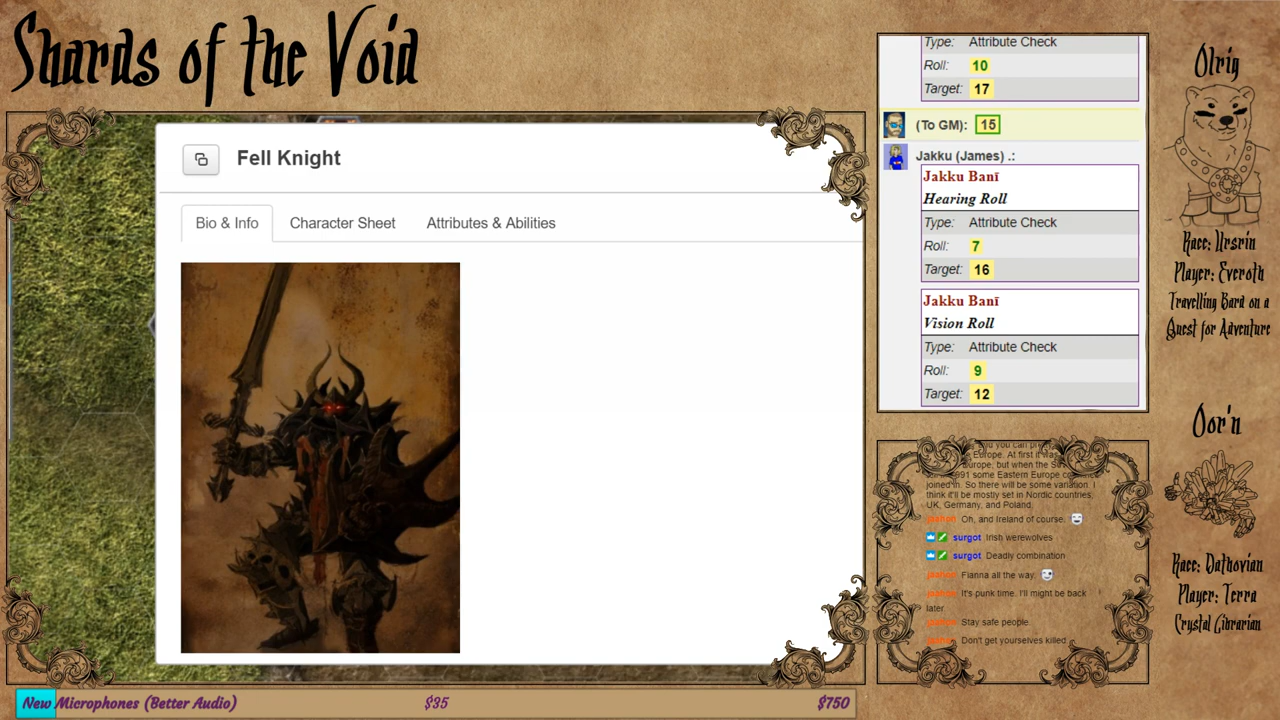 Shards of the Void
Fell Knight
Bio & Info
Character Sheet
Attributes & Abilities
New Microphones (Better Audio)
$35
$750
Type: Attribute Check
Roll: 10
Target: 17
(To GM): 15
Jakku (James) .:
Jakku Banī
Hearing Roll
Type: Attribute Check
Roll: 7
Target: 16
Jakku Banī
Vision Roll
Type: Attribute Check
Roll: 9
Target: 12
you can
Europe. At first it was
urope, but when the
991 some Eastern Europe
joined in. So there will be some variation. I
think it'll be mostly set in Nordic countries,
UK, Germany, and Poland.
Oh, and Ireland of course.
surgot Irish werewolves
surgot Deadly combination
Fianna all the way.
It's punk time. I'll might be back
later
Stay safe people.
Don't get yourselves killed.
Olrig
Race: Ursrin
Player: Everoth
Travelling Bard on a
Quest for Adventure
Oor'n
Race: Dathovian
Player: Terra
Crystal Librarian